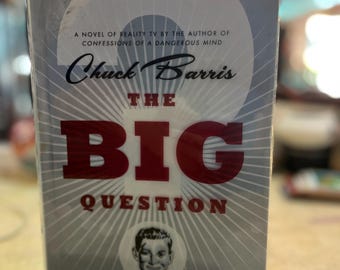 A NOVEL OF REALITY TV BY THE AUTHOR OF
CONFESSIONS OF A DANGEROUS MIND
Chuck Barris
THE
BIG
QUESTION